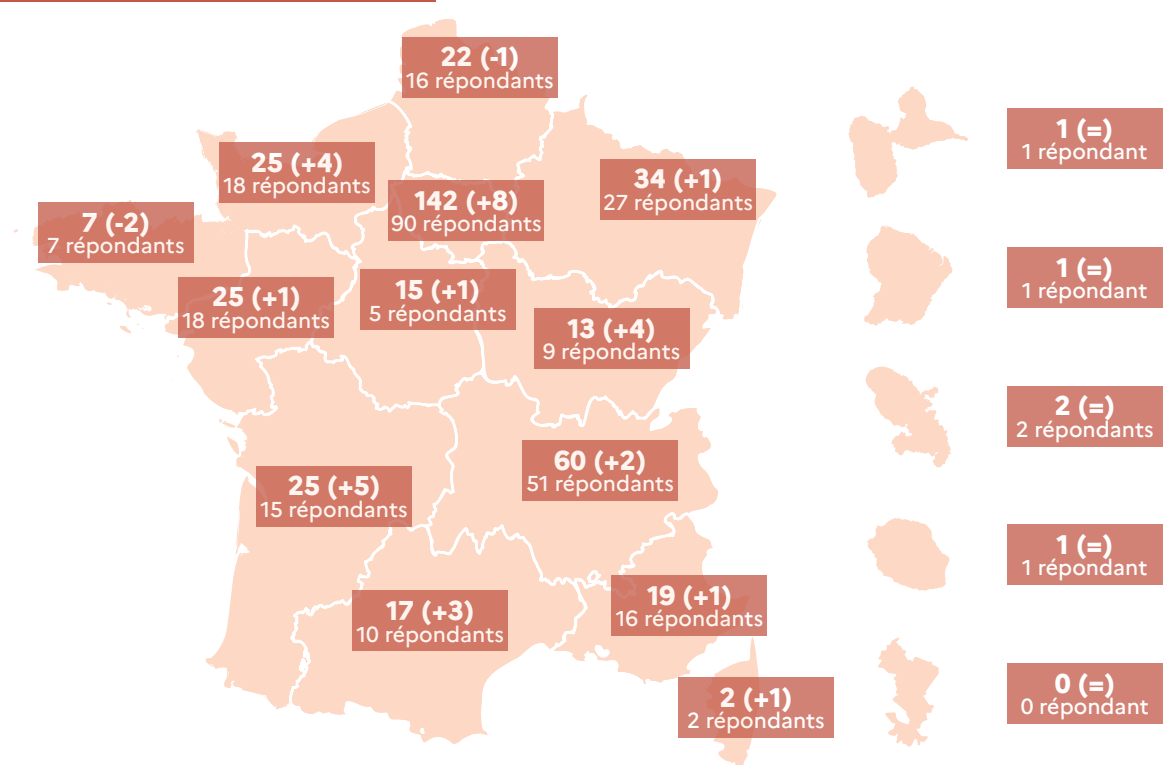 22 (-1)
16 répondants
25 (+4)
18 répondants
142 (+8)
90 répondants
34 (+1)
27 répondants
7 (-2)
7 répondants
25 (+1)
18 répondants
15 (+1)
5 répondants
13 (+4)
9 répondants
25 (+5)
15 répondants
60 (+2)
51 répondants
17 (+3)
10 répondants
19 (+1)
16 répondants
2 (+1)
2 répondants
1 (=)
1 répondant
1 (=)
1 répondant
2 (=)
2 répondants
1 (=)
1 répondant
0 (=)
0 répondant